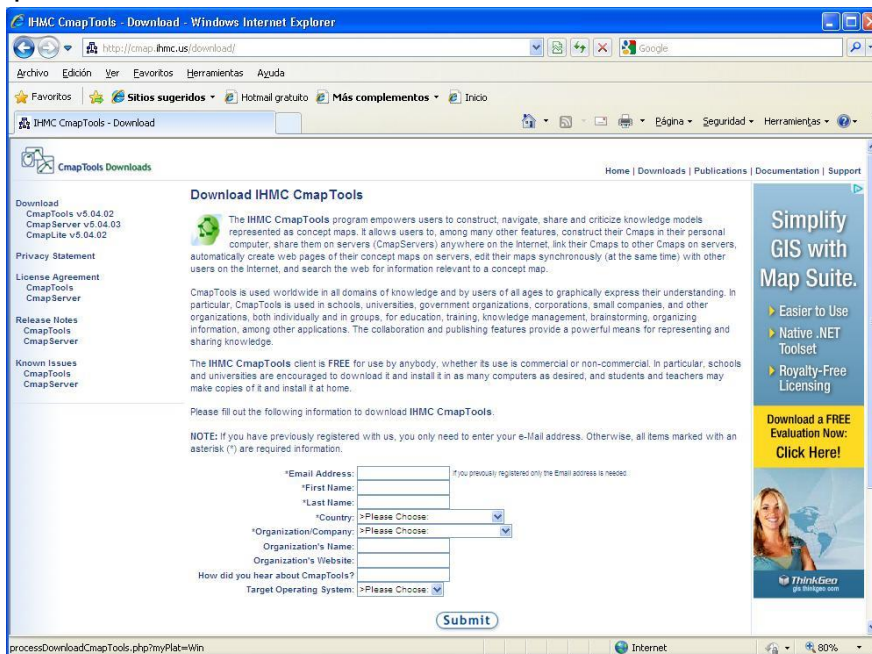 IHMC CmapTools - Download - Windows Internet Explorer
http://cmap.ihmc.us/download/
Google
Archivo Edición Ver Favoritos Herramientas Ayuda
Favoritos Sitios sugeridos Hotmail gratuito Más complementos Inicio
IHMC CmapTools - Download
Página Seguridad Herramientas
CmapTools Downloads
Home | Downloads | Publications | Documentation | Support
Download
CmapTools v5.04.02
CmapServer v5.04.03
CmapLite v5.04.02
Privacy Statement
License Agreement
CmapTools
CmapServer
Release Notes
CmapTools
CmapServer
Known Issues
CmapTools
CmapServer
Download IHMC CmapTools
The IHMC CmapTools program empowers users to construct, navigate, share and criticize knowledge models
represented as concept maps. It allows users to, among many other features, construct their Cmaps in their personal
computer, share them on servers (CmapServers) anywhere on the Internet, link their Cmaps to other Cmaps on servers,
automatically create web pages of their concept maps on servers, edit their maps synchronously (at the same time) with other
users on the Internet, and search the web for information relevant to a concept map.
CmapTools is used worldwide in all domains of knowledge and by users of all ages to graphically express their understanding. In
particular, CmapTools is used in schools, universities, government organizations, corporations, small companies, and other
organizations, both individually and in groups, for education, training, knowledge management, brainstorming, organizing
information, among other applications. The collaboration and publishing features provide a powerful means for representing and
sharing knowledge.
The IHMC CmapTools client is FREE for use by anybody, whether its use is commercial or non-commercial. In particular, schools
and universities are encouraged to download it and install it in as many computers as desired, and students and teachers may
make copies of it and install it at home.
Please fill out the following information to download IHMC CmapTools.
NOTE: If you have previously registered with us, you only need to enter your e-Mail address. Otherwise, all items marked with an
asterisk (*) are required information.
*Email Address: If you previously registered only the Email address is needed.
*First Name:
*Last Name:
*Country: >Please Choose:
*Organization/Company: >Please Choose:
Organization's Name:
Organization's Website:
How did you hear about CmapTools?
Target Operating System: >Please Choose:
Submit
Simplify
GIS with
Map Suite.
Easier to Use
Native .NET
Toolset
Royalty-Free
Licensing
Download a FREE
Evaluation Now:
Click Here!
ThinkGeo
gis.thinkgeo.com
processDownloadCmapTools.php?myPlat=Win
Internet
80%